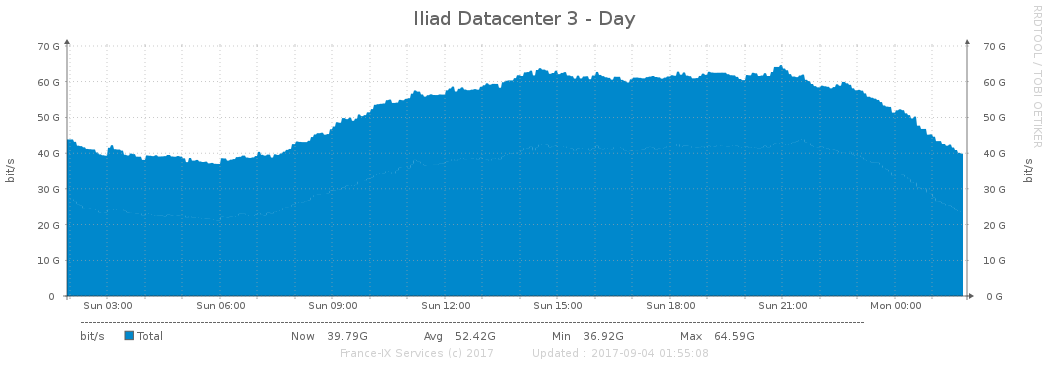 Iliad Datacenter 3 - Day
RRDTOOL / TOBI OETIKER
bit/s
bit/s
70 G
60 G
50 G
40 G
30 G
20 G
10 G
0
70 G
60 G
50 G
40 G
30 G
20 G
10 G
0 G
Sun 03:00 Sun 06:00 Sun 09:00 Sun 12:00 Sun 15:00 Sun 18:00 Sun 21:00 Mon 00:00
bit/s Total Now 39.79G Avg 52.42G Min 36.92G Max 64.59G
France-IX Services (c) 2017 Updated : 2017-09-04 01:55:08